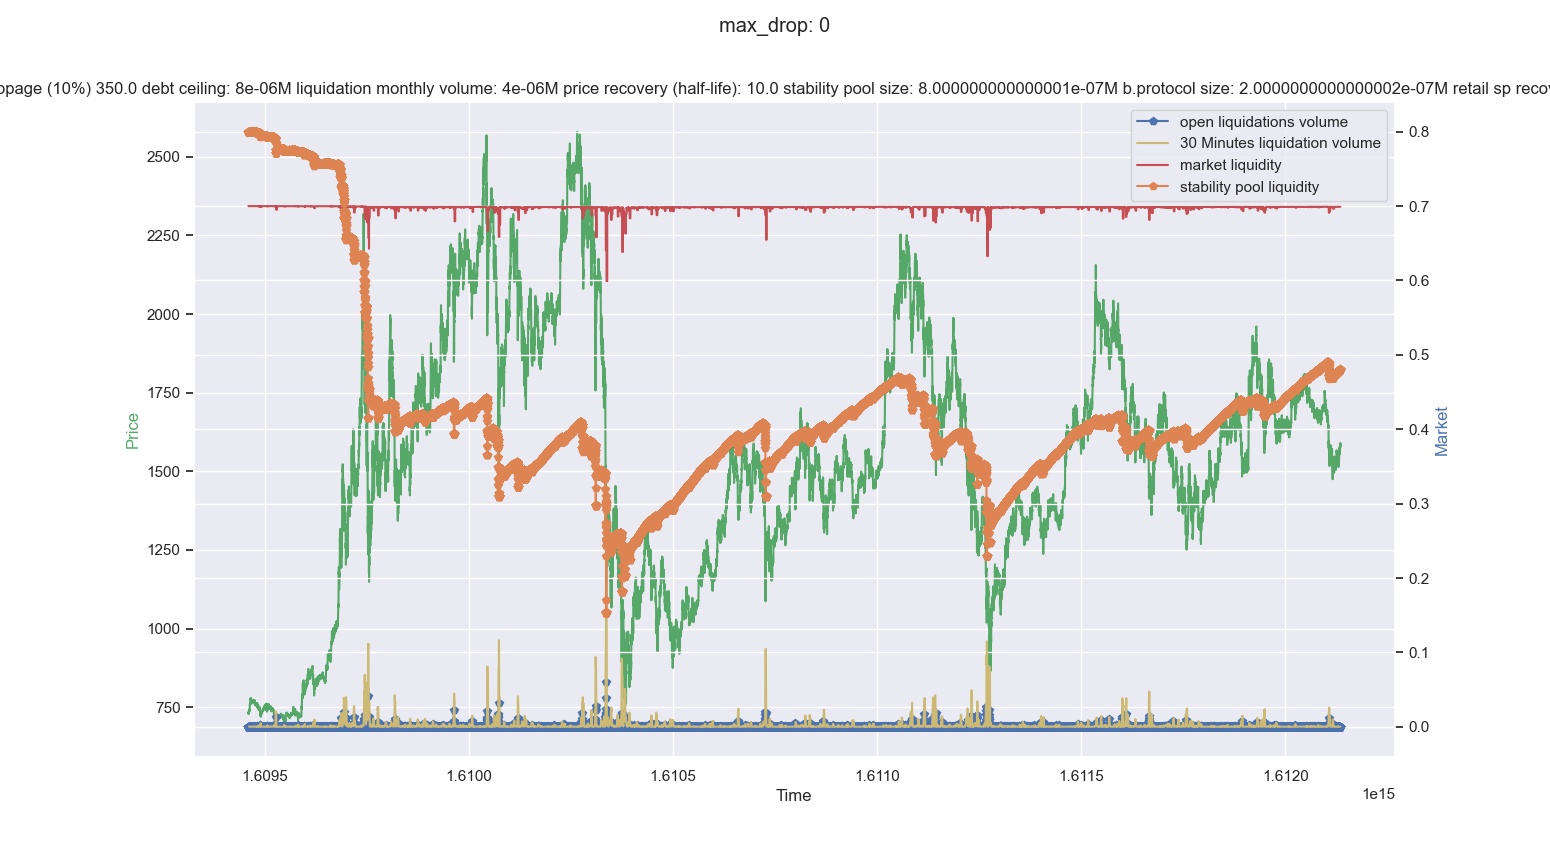 max_drop: 0
(10%) 350.0 debt ceiling: 8e-06M liquidation monthly volume: 4e-06M price recovery (half-life): 10.0 stability pool size: 8.000000000000001e-07M b.protocol size: 2.0000000000000002e-07M retail sp
open liquidations volume
30 Minutes liquidation volume
market liquidity
stability pool liquidity
2500
2250
2000
1750
1500
1250
1000
750
Price
0.8
0.7
0.6
0.5
0.4
0.3
0.2
0.1
0.0
Market
1.6095 1.6100 1.6105 1.6110 1.6115 1.6120
Time
1e15